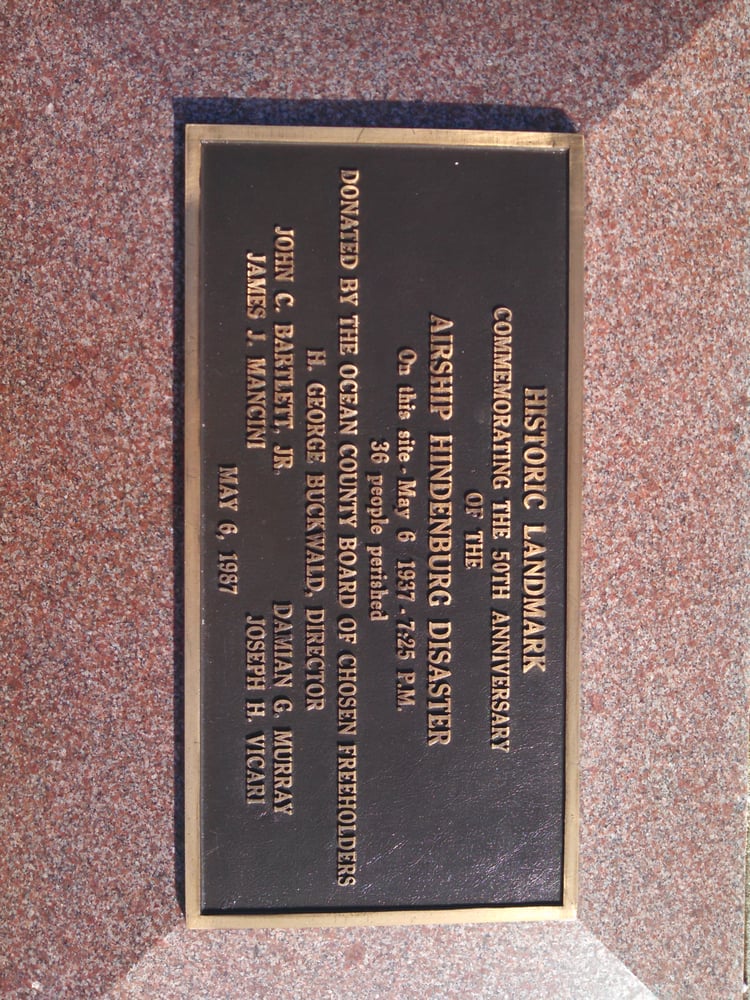 HISTORIC LANDMARK
COMMEMORATING THE 50TH ANNIVERSARY
OF THE
AIRSHIP HINDENBURG DISASTER
On this site - May 6 1937 - 7:25 P.M.
36 people perished
DONATED BY THE OCEAN COUNTY BOARD OF CHOSEN FREEHOLDERS
H. GEORGE BUCKWALD, DIRECTOR
JOHN C. BARTLETT, JR. DAMIAN G. MURRAY
JAMES J. MANCINI JOSEPH H. VICARI
MAY 6, 1987